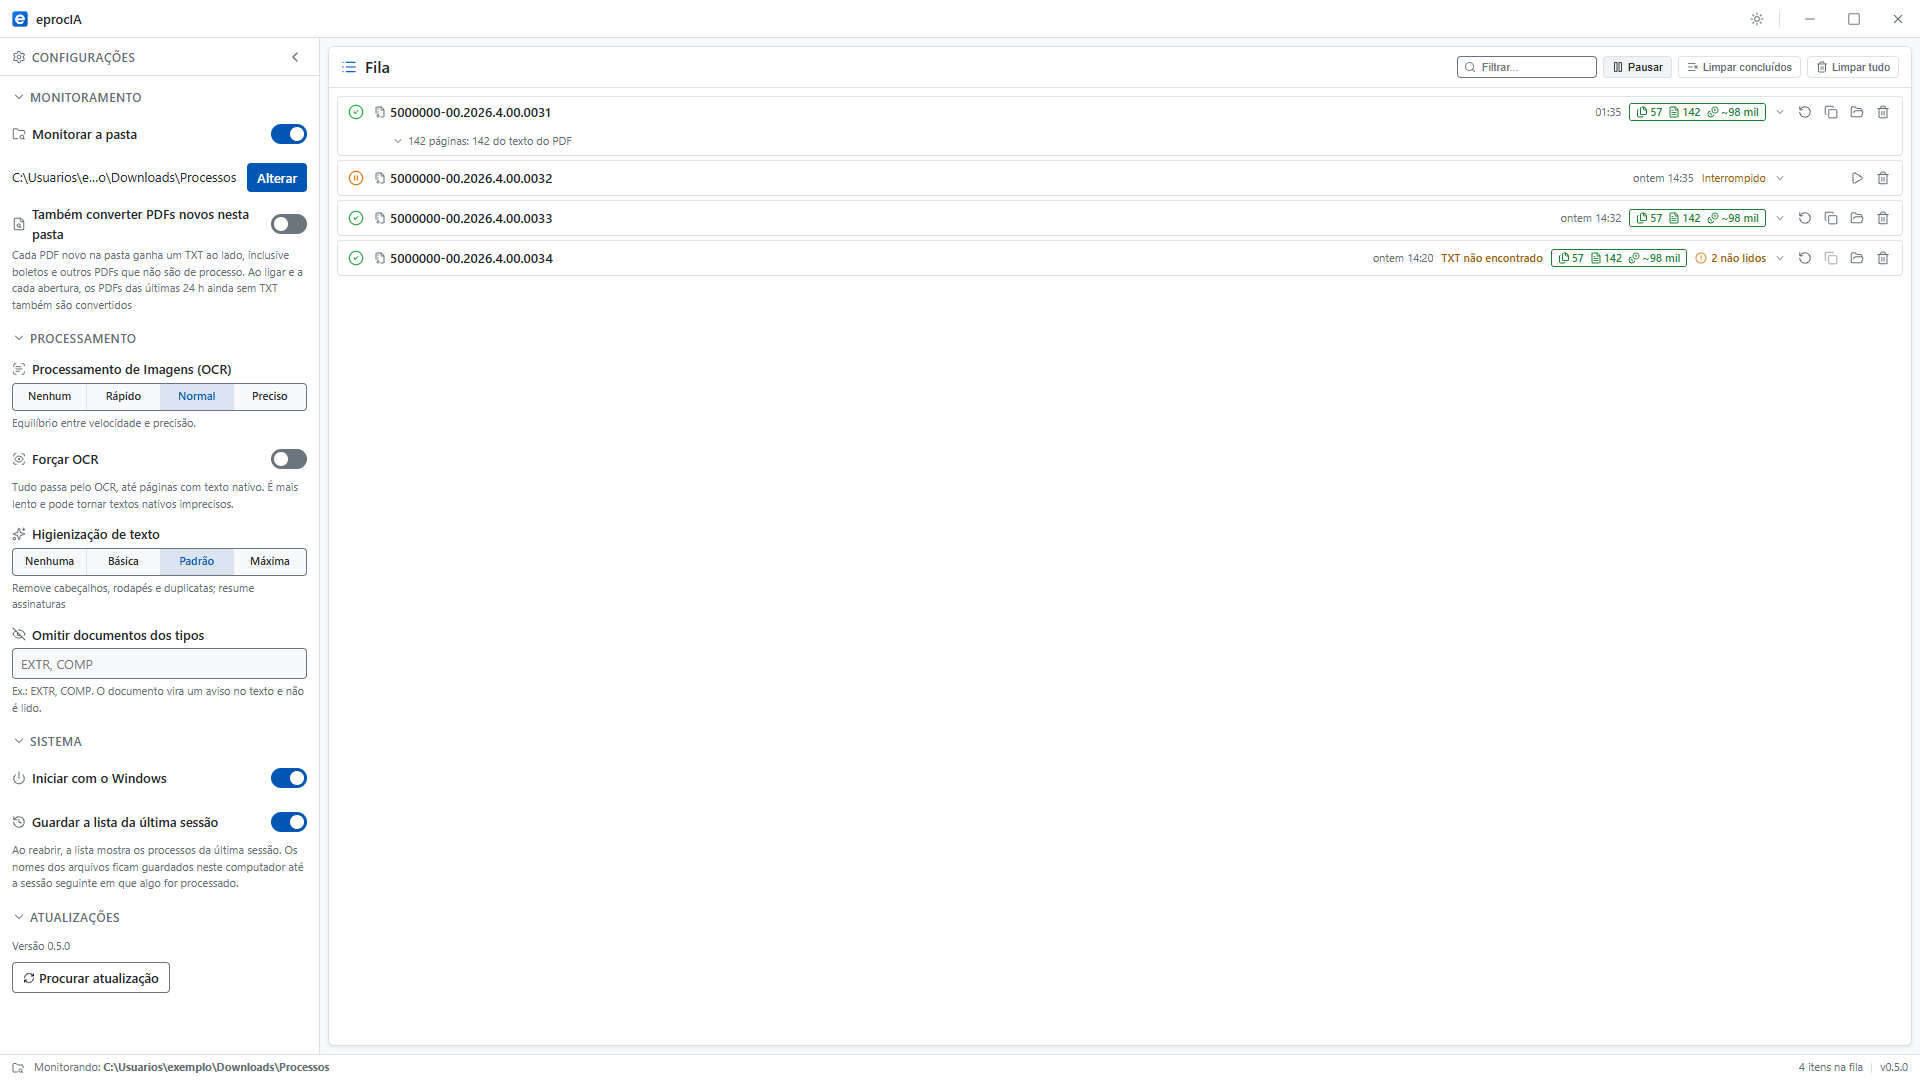 eprocIA
CONFIGURAÇÕES
MONITORAMENTO
Monitorar a pasta
C:\Usuarios\e...o\Downloads\Processos
Alterar
Também converter PDFs novos nesta
pasta
Cada PDF novo na pasta ganha um TXT ao lado, inclusive
boletos e outros PDFs que não são de processo. Ao ligar e a
cada abertura, os PDFs das últimas 24 h ainda sem TXT
também são convertidos
PROCESSAMENTO
Processamento de Imagens (OCR)
Nenhum Rápido Normal Preciso
Equilíbrio entre velocidade e precisão.
Forçar OCR
Tudo passa pelo OCR, até páginas com texto nativo. É mais
lento e pode tornar textos nativos imprecisos.
Higienização de texto
Nenhuma Básica Padrão Máxima
Remove cabeçalhos, rodapés e duplicatas; resume
assinaturas
Omitir documentos dos tipos
EXTR, COMP
Ex.: EXTR, COMP. O documento vira um aviso no texto e não
é lido.
SISTEMA
Iniciar com o Windows
Guardar a lista da última sessão
Ao reabrir, a lista mostra os processos da última sessão. Os
nomes dos arquivos ficam guardados neste computador até
a sessão seguinte em que algo for processado.
ATUALIZAÇÕES
Versão 0.5.0
Procurar atualização
Fila
Filtrar...
Pausar
Limpar concluídos
Limpar tudo
5000000-00.2026.4.00.0031 01:35 57 142 ~98 mil
142 páginas: 142 do texto do PDF
5000000-00.2026.4.00.0032 ontem 14:35 Interrompido
5000000-00.2026.4.00.0033 ontem 14:32 57 142 ~98 mil
5000000-00.2026.4.00.0034 ontem 14:20 TXT não encontrado 57 142 ~98 mil 2 não lidos
Monitorando: C:\Usuarios\exemplo\Downloads\Processos
4 itens na fila v0.5.0